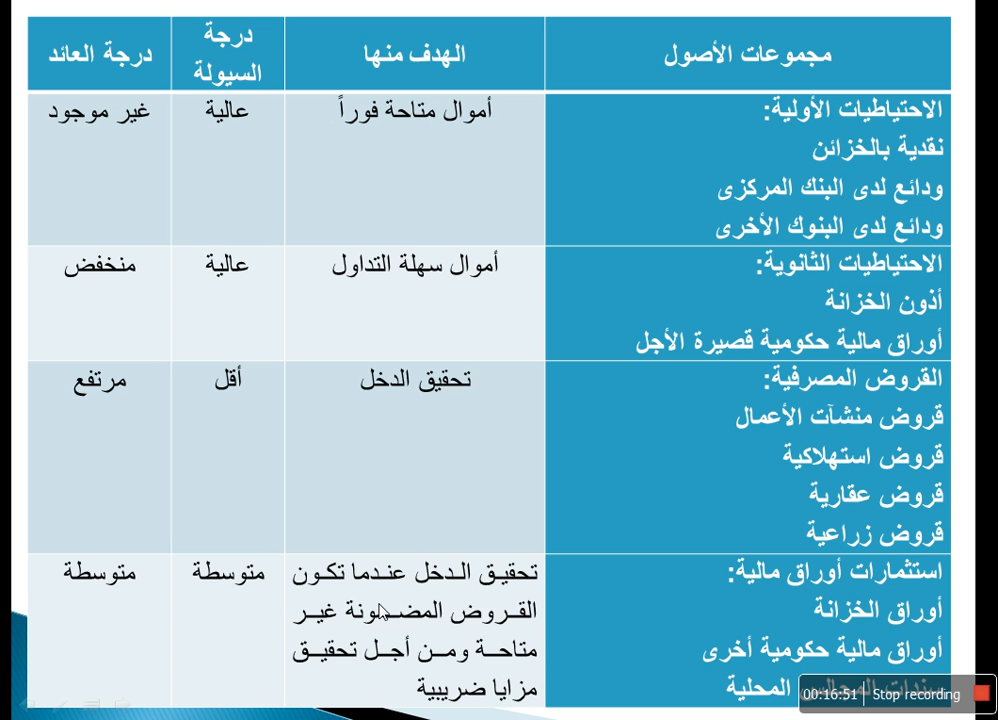 مجموعات الأصول
الهدف منها
درجة
السيولة
درجة العائد
الاحتياطيات الأولية:
نقدية بالخزائن
ودائع لدى البنك المركزى
ودائع لدى البنوك الأخرى
أموال متاحة فوراً
عالية
غير موجود
الاحتياطيات الثانوية:
أذون الخزانة
أوراق مالية حكومية قصيرة الأجل
أموال سهلة التداول
عالية
منخفض
القروض المصرفية:
قروض منشآت الأعمال
قروض استهلاكية
قروض عقارية
قروض زراعية
تحقيق الدخل
أقل
مرتفع
استثمارات أوراق مالية:
أوراق الخزانة
أوراق مالية حكومية أخرى
سندات المجالس المحلية
تحقيق الدخل عندما تكون
القروض المضمونة غير
متاحة ومن أجل تحقيق
مزايا ضريبية
متوسطة
متوسطة
00:16:51 Stop recording